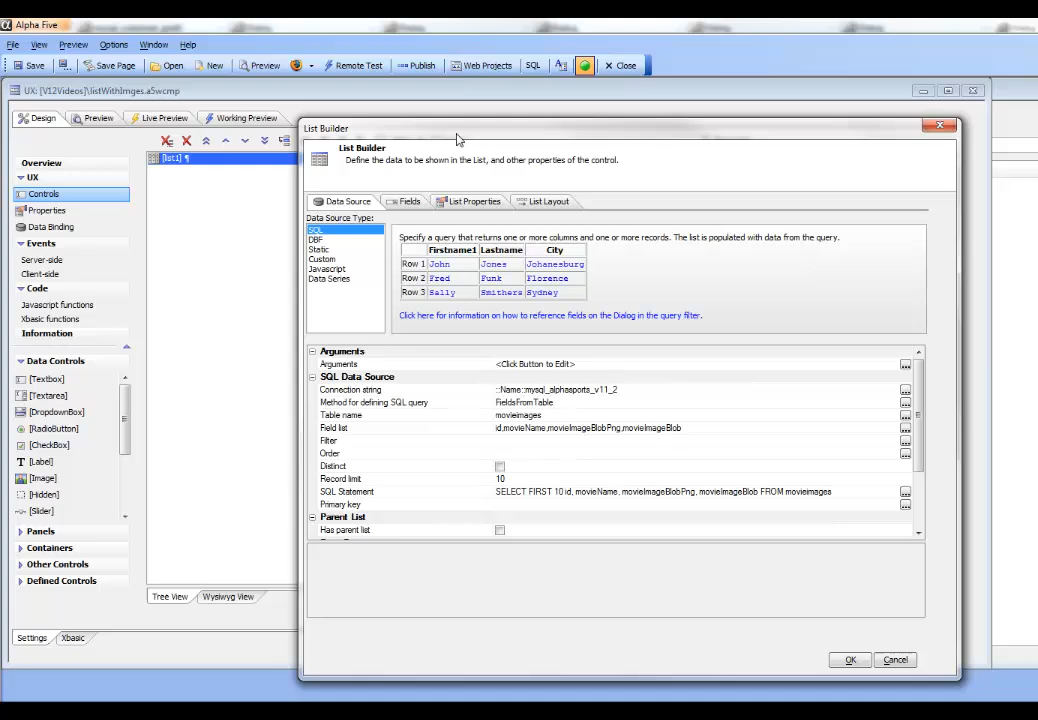 Alpha Five
File View Preview Options Window Help
Save Save Page Open New Preview Remote Test Publish Web Projects SQL Close
UX: [V12Videos]\listWithImges.a5wcmp
Design Preview Live Preview Working Preview
Overview
UX
Controls
Properties
Data Binding
Events
Server-side
Client-side
Code
Javascript functions
Xbasic functions
Information
Data Controls
[Textbox]
[Textarea]
[DropdownBox]
[RadioButton]
[CheckBox]
[Label]
[Image]
[Hidden]
[Slider]
Panels
Containers
Other Controls
Defined Controls
Settings Xbasic
[list1] ¶
Tree View Wysiwyg View
List Builder
List Builder
Define the data to be shown in the List, and other properties of the control.
Data Source Fields List Properties List Layout
Data Source Type:
SQL
DBF
Static
Custom
Javascript
Data Series
Specify a query that returns one or more columns and one or more records. The list is populated with data from the query.
Firstname1 Lastname City
Row 1 John Jones Johanesburg
Row 2 Fred Funk Florence
Row 3 Sally Smithers Sydney
Click here for information on how to reference fields on the Dialog in the query filter.
Arguments
Arguments <Click Button to Edit>
SQL Data Source
Connection string ::Name::mysql_alphasports_v11_2
Method for defining SQL query FieldsFromTable
Table name movieimages
Field list id,movieName,movieImageBlobPng,movieImageBlob
Filter
Order
Distinct
Record limit 10
SQL Statement SELECT FIRST 10 id, movieName, movieImageBlobPng, movieImageBlob FROM movieimages
Primary key
Parent List
Has parent list
OK Cancel